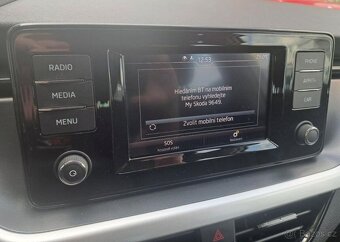 12:53
RADIO
MEDIA
MENU
PHONE
CAR
Hledáním BT na mobilním
telefonu vyhledejte
My Skoda 9649.
Zvolit mobilní telefon
SOS